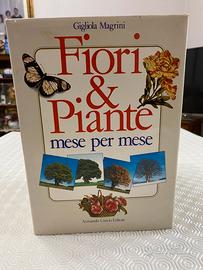 Gigliola Magrini
Fiori
&
Piante
mese per mese
Armando Curcio Editore